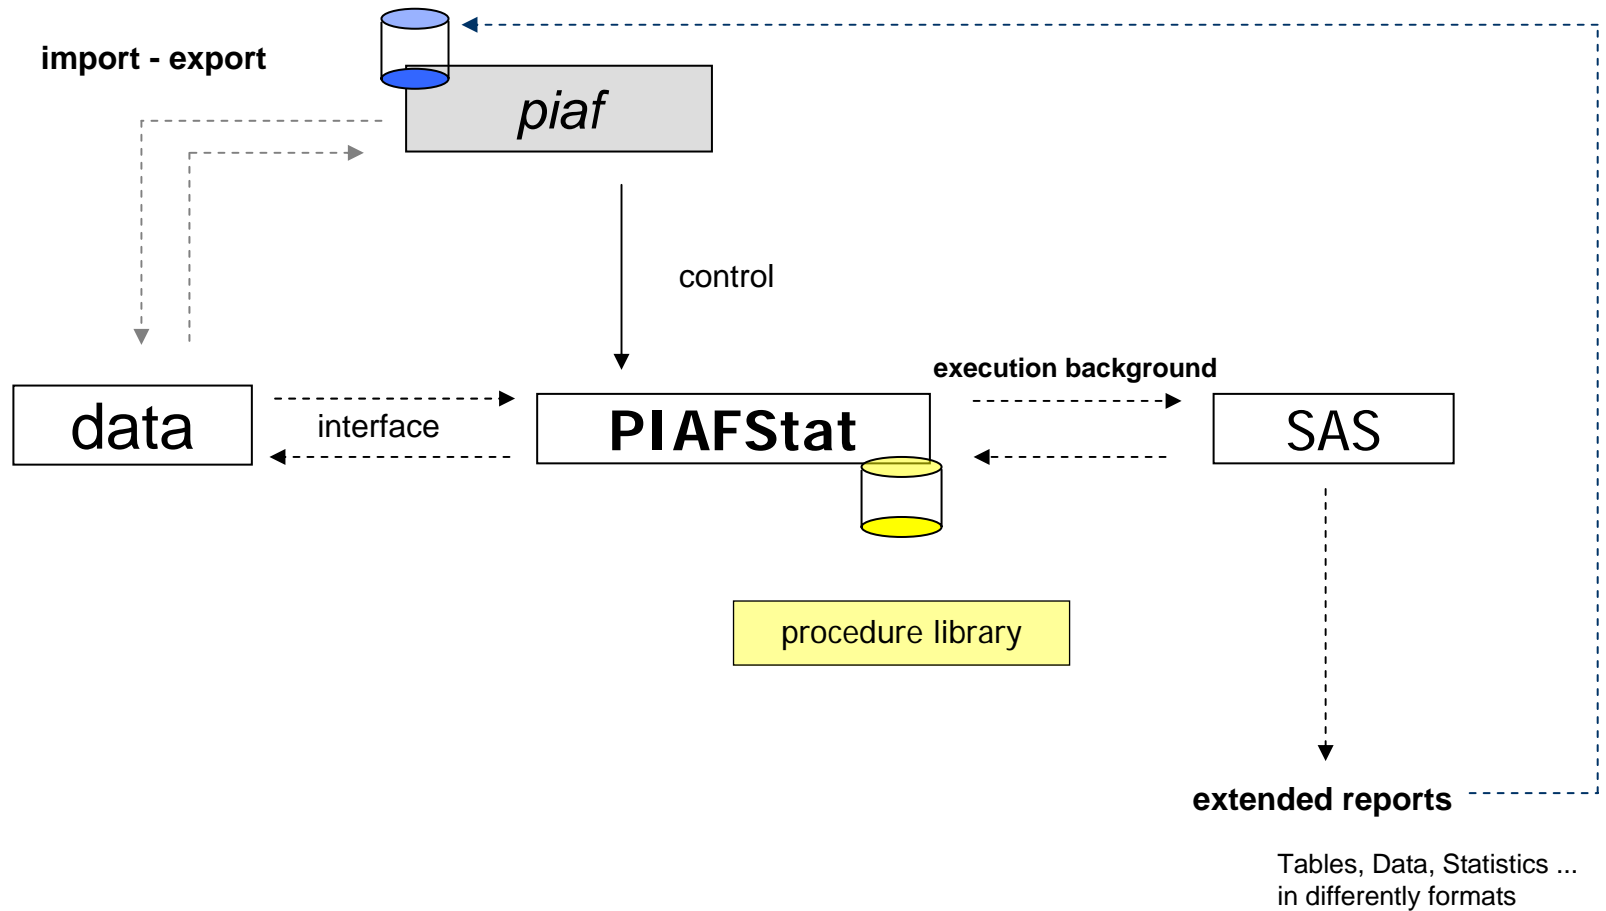 import - export
piaf
control
execution background
data
interface
PIAFStat
SAS
procedure library
extended reports
Tables, Data, Statistics ...
in differently formats